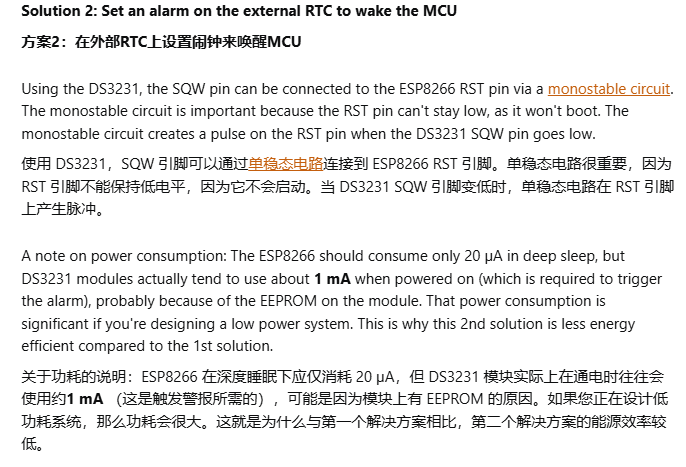 Solution 2: Set an alarm on the external RTC to wake the MCU
方案2：在外部RTC上设置闹钟来唤醒MCU
Using the DS3231, the SQW pin can be connected to the ESP8266 RST pin via a monostable circuit.
The monostable circuit is important because the RST pin can't stay low, as it won't boot. The
monostable circuit creates a pulse on the RST pin when the DS3231 SQW pin goes low.
使用 DS3231，SQW 引脚可以通过单稳态电路连接到 ESP8266 RST 引脚。单稳态电路很重要，因为
RST 引脚不能保持低电平，因为它不会启动。当 DS3231 SQW 引脚变低时，单稳态电路在 RST 引脚
上产生脉冲。
A note on power consumption: The ESP8266 should consume only 20 µA in deep sleep, but
DS3231 modules actually tend to use about 1 mA when powered on (which is required to trigger
the alarm), probably because of the EEPROM on the module. That power consumption is
significant if you're designing a low power system. This is why this 2nd solution is less energy
efficient compared to the 1st solution.
关于功耗的说明：ESP8266 在深度睡眠下应仅消耗 20 µA，但 DS3231 模块实际上在通电时往往会
使用约1 mA （这是触发警报所需的），可能是因为模块上有 EEPROM 的原因。如果您正在设计低
功耗系统，那么功耗会很大。这就是为什么与第一个解决方案相比，第二个解决方案的能源效率较
低。